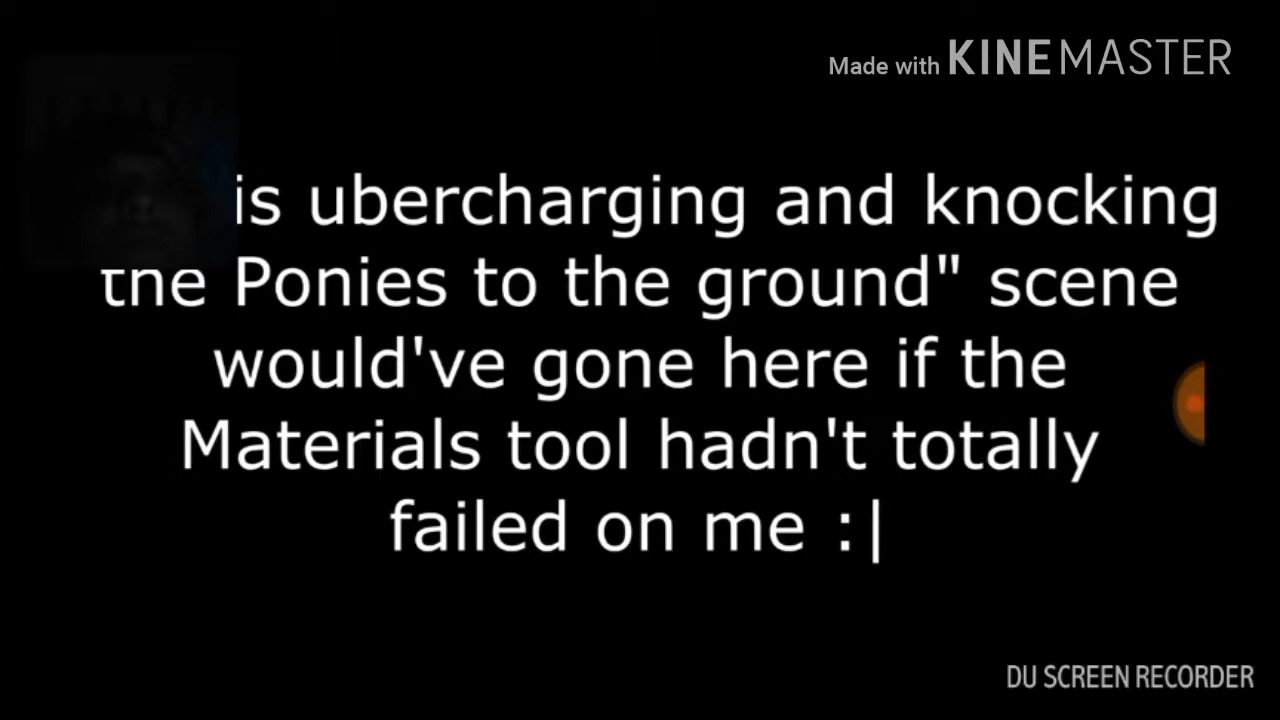 Made with KINEMASTER
is ubercharging and knocking
the Ponies to the ground" scene
would've gone here if the
Materials tool hadn't totally
failed on me :|
DU SCREEN RECORDER